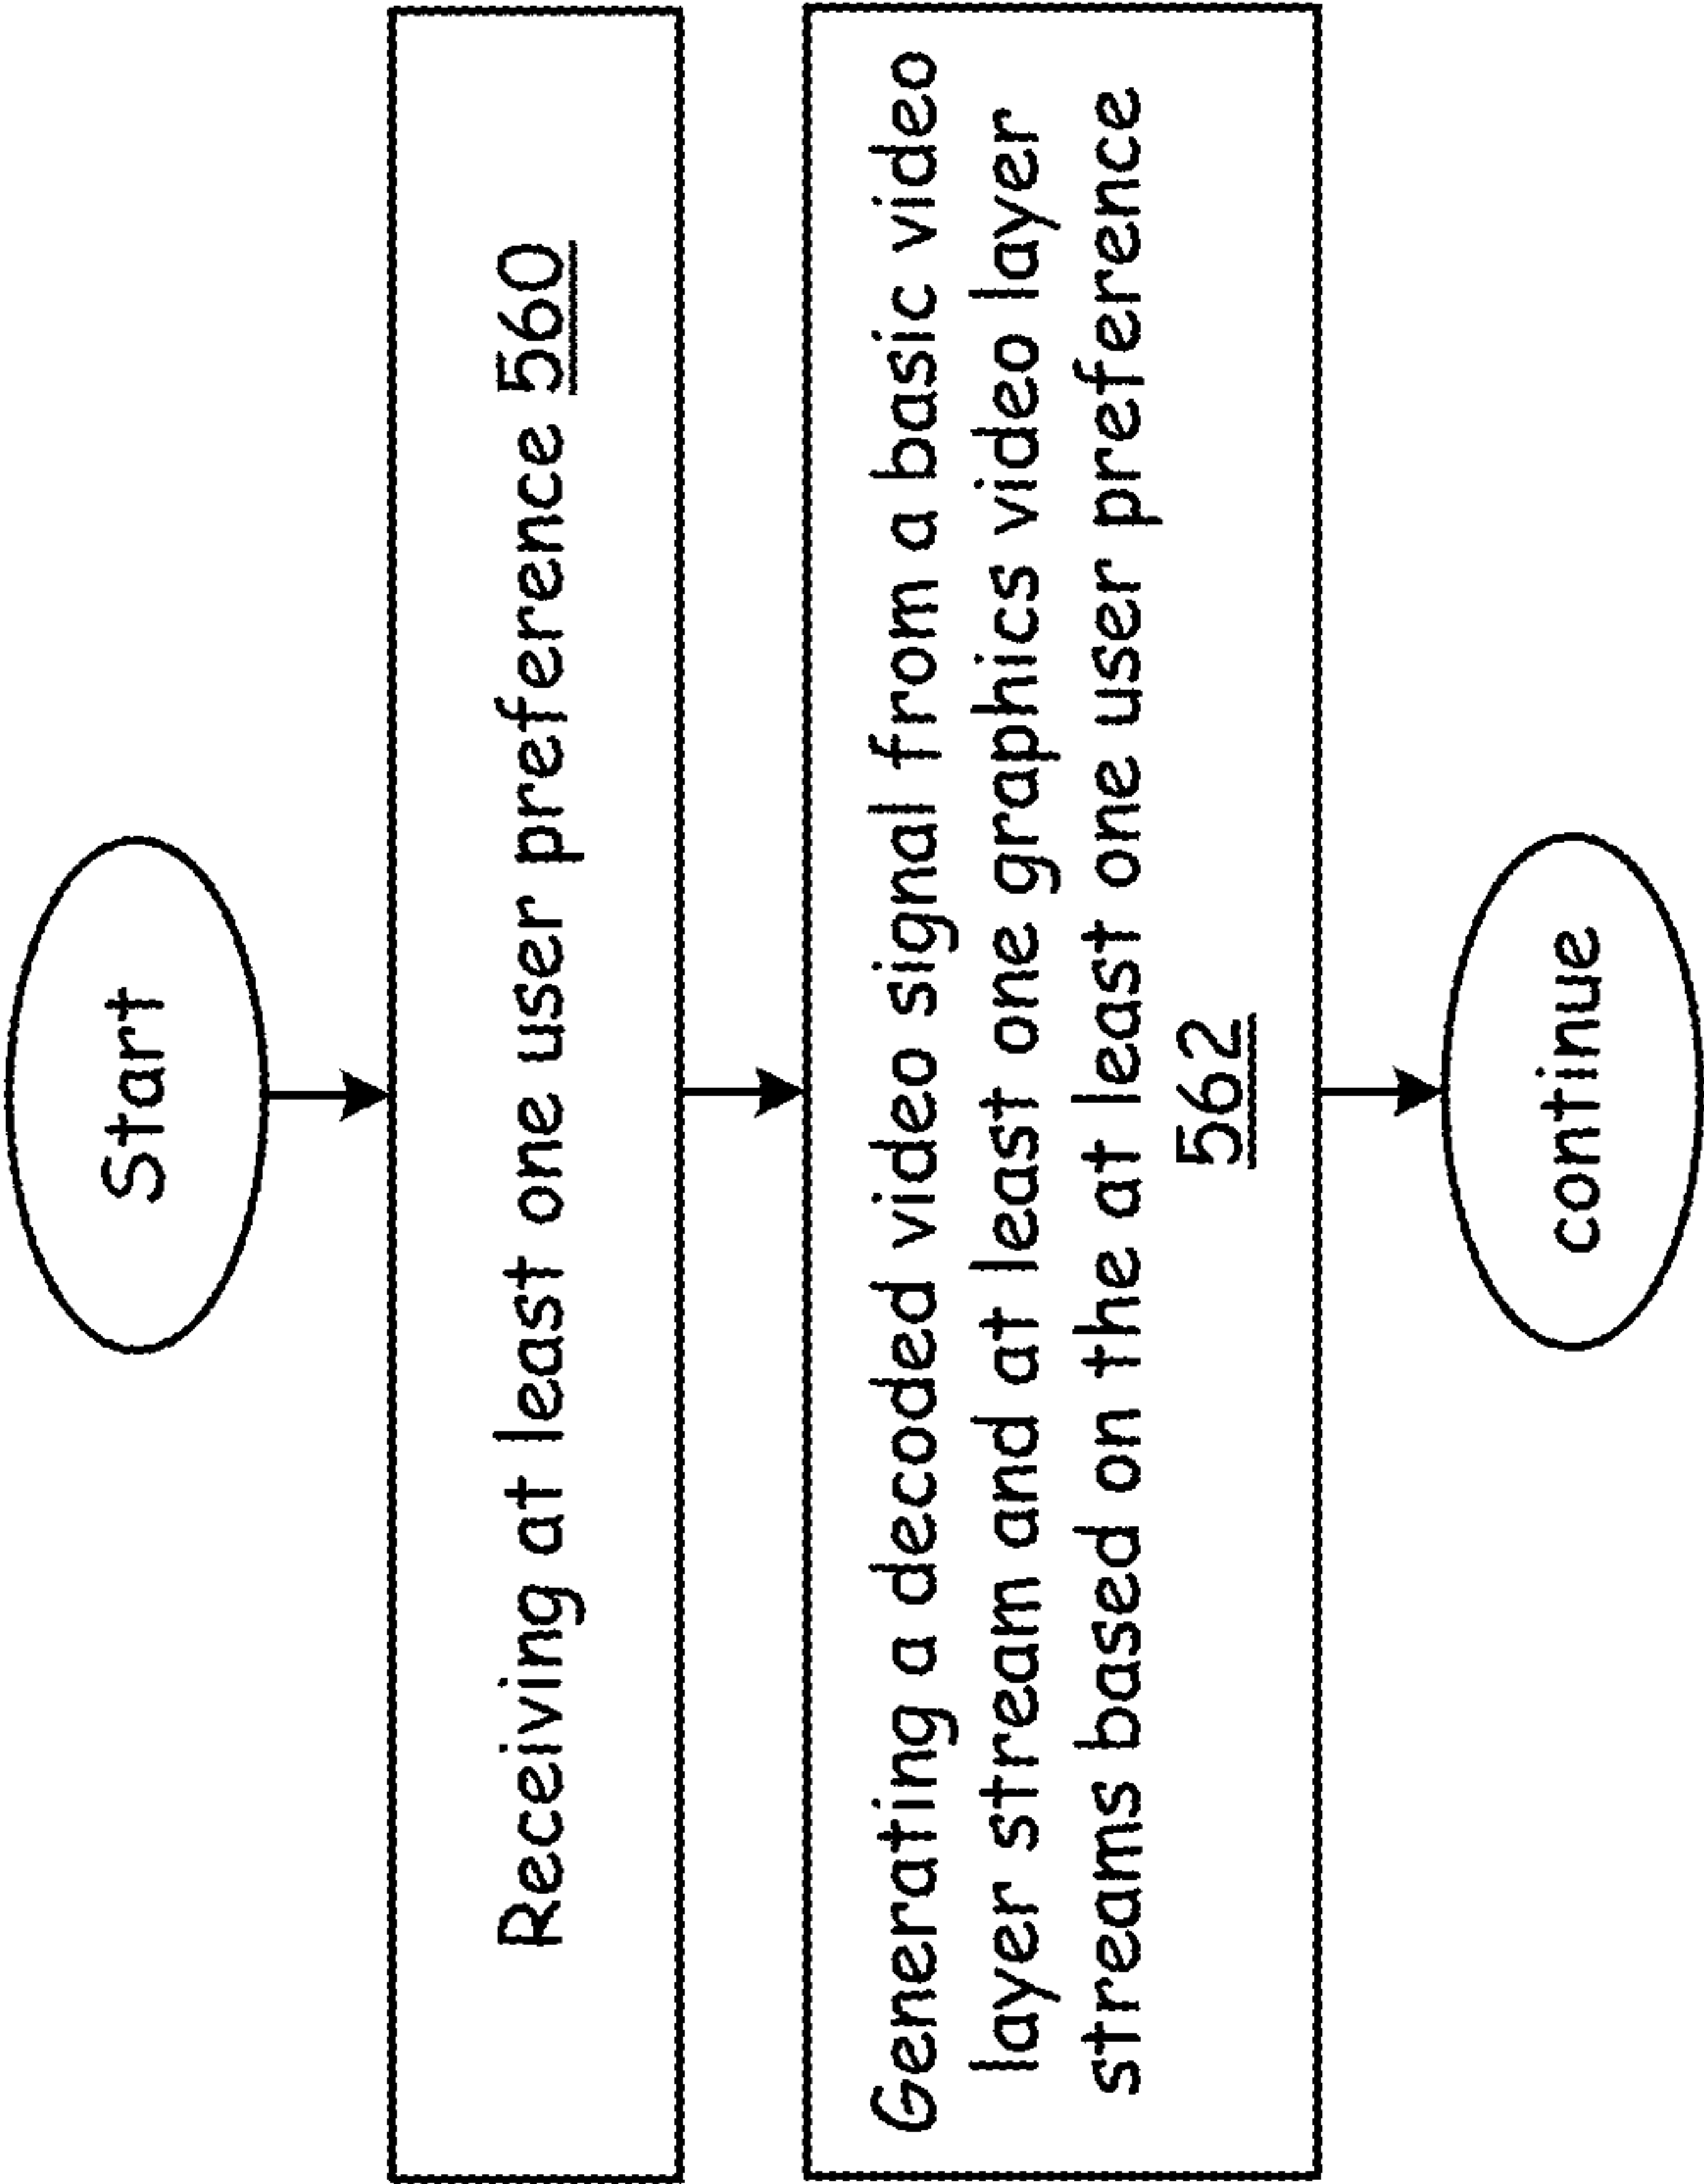 Start
Receiving at least one user preference 560
Generating a decoded video signal from a basic video
layer stream and at least one graphics video layer
streams based on the at least one user preference
562
continue